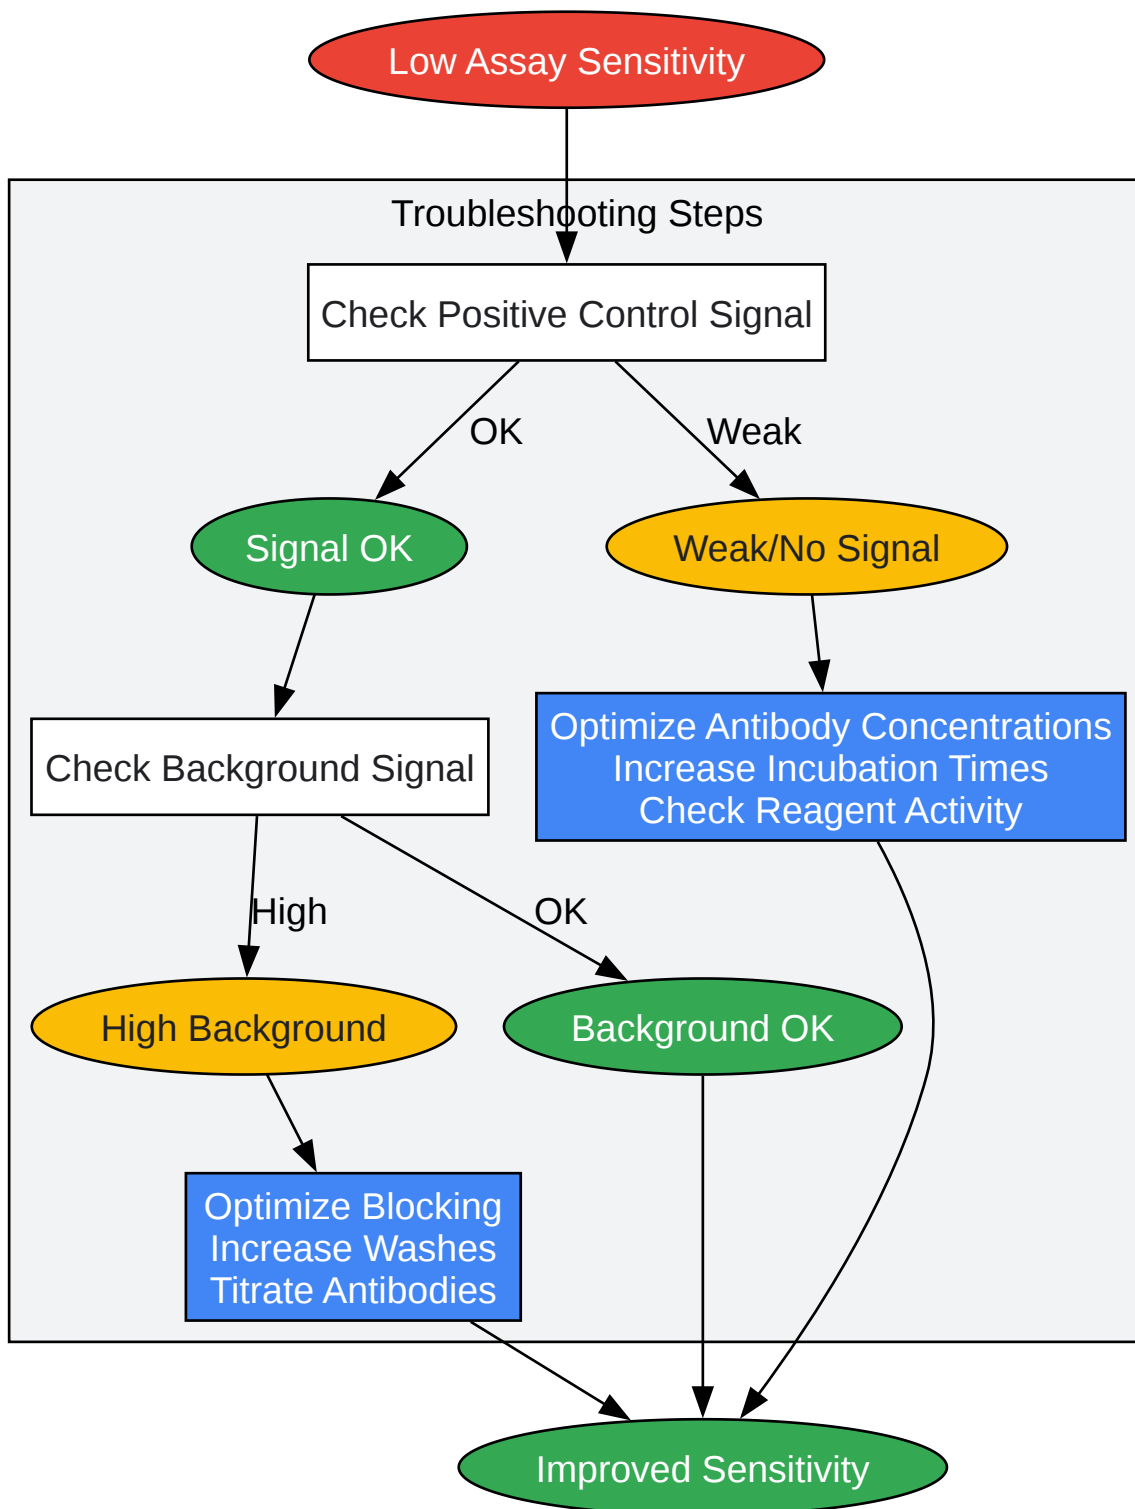 Low Assay Sensitivity
Troubleshooting Steps
Check Positive Control Signal
OK
Weak
Signal OK
Weak/No Signal
Check Background Signal
Optimize Antibody Concentrations
Increase Incubation Times
Check Reagent Activity
High
OK
High Background
Background OK
Optimize Blocking
Increase Washes
Titrate Antibodies
Improved Sensitivity